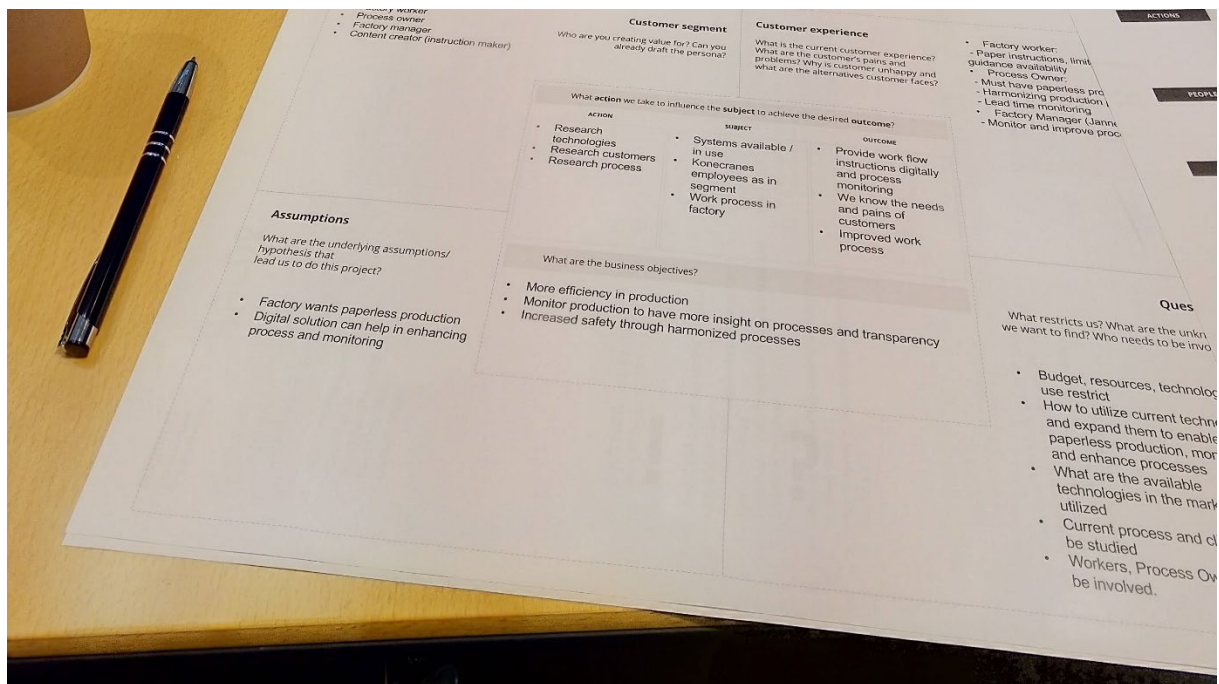 Factory worker
Process owner
Factory manager
Content creator (instruction maker)
Customer segment
Who are you creating value for? Can you
already draft the persona?
Customer experience
What is the current customer experience?
What are the customer's pains and
problems? Why is customer unhappy and
what are the alternatives customer faces?
Factory worker:
- Paper instructions, limit
guidance availability
Process Owner:
- Must have paperless pro
- Harmonizing production
- Lead time monitoring
Factory Manager (Janne
- Monitor and improve proc
ACTIONS
PEOPLE
What action we take to influence the subject to achieve the desired outcome?
ACTION
Research
technologies
Research customers
Research process
SUBJECT
Systems available /
in use
Konecranes
employees as in
segment
Work process in
factory
OUTCOME
Provide work flow
instructions digitally
and process
monitoring
We know the needs
and pains of
customers
Improved work
process
Assumptions
What are the underlying assumptions/
hypothesis that
lead us to do this project?
Factory wants paperless production
Digital solution can help in enhancing
process and monitoring
What are the business objectives?
More efficiency in production
Monitor production to have more insight on processes and transparency
Increased safety through harmonized processes
Ques
What restricts us? What are the unkn
we want to find? Who needs to be invo
Budget, resources, technolog
use restrict
How to utilize current techn
and expand them to enable
paperless production, mon
and enhance processes
What are the available
technologies in the mark
utilized
Current process and cl
be studied
Workers, Process Ow
be involved.